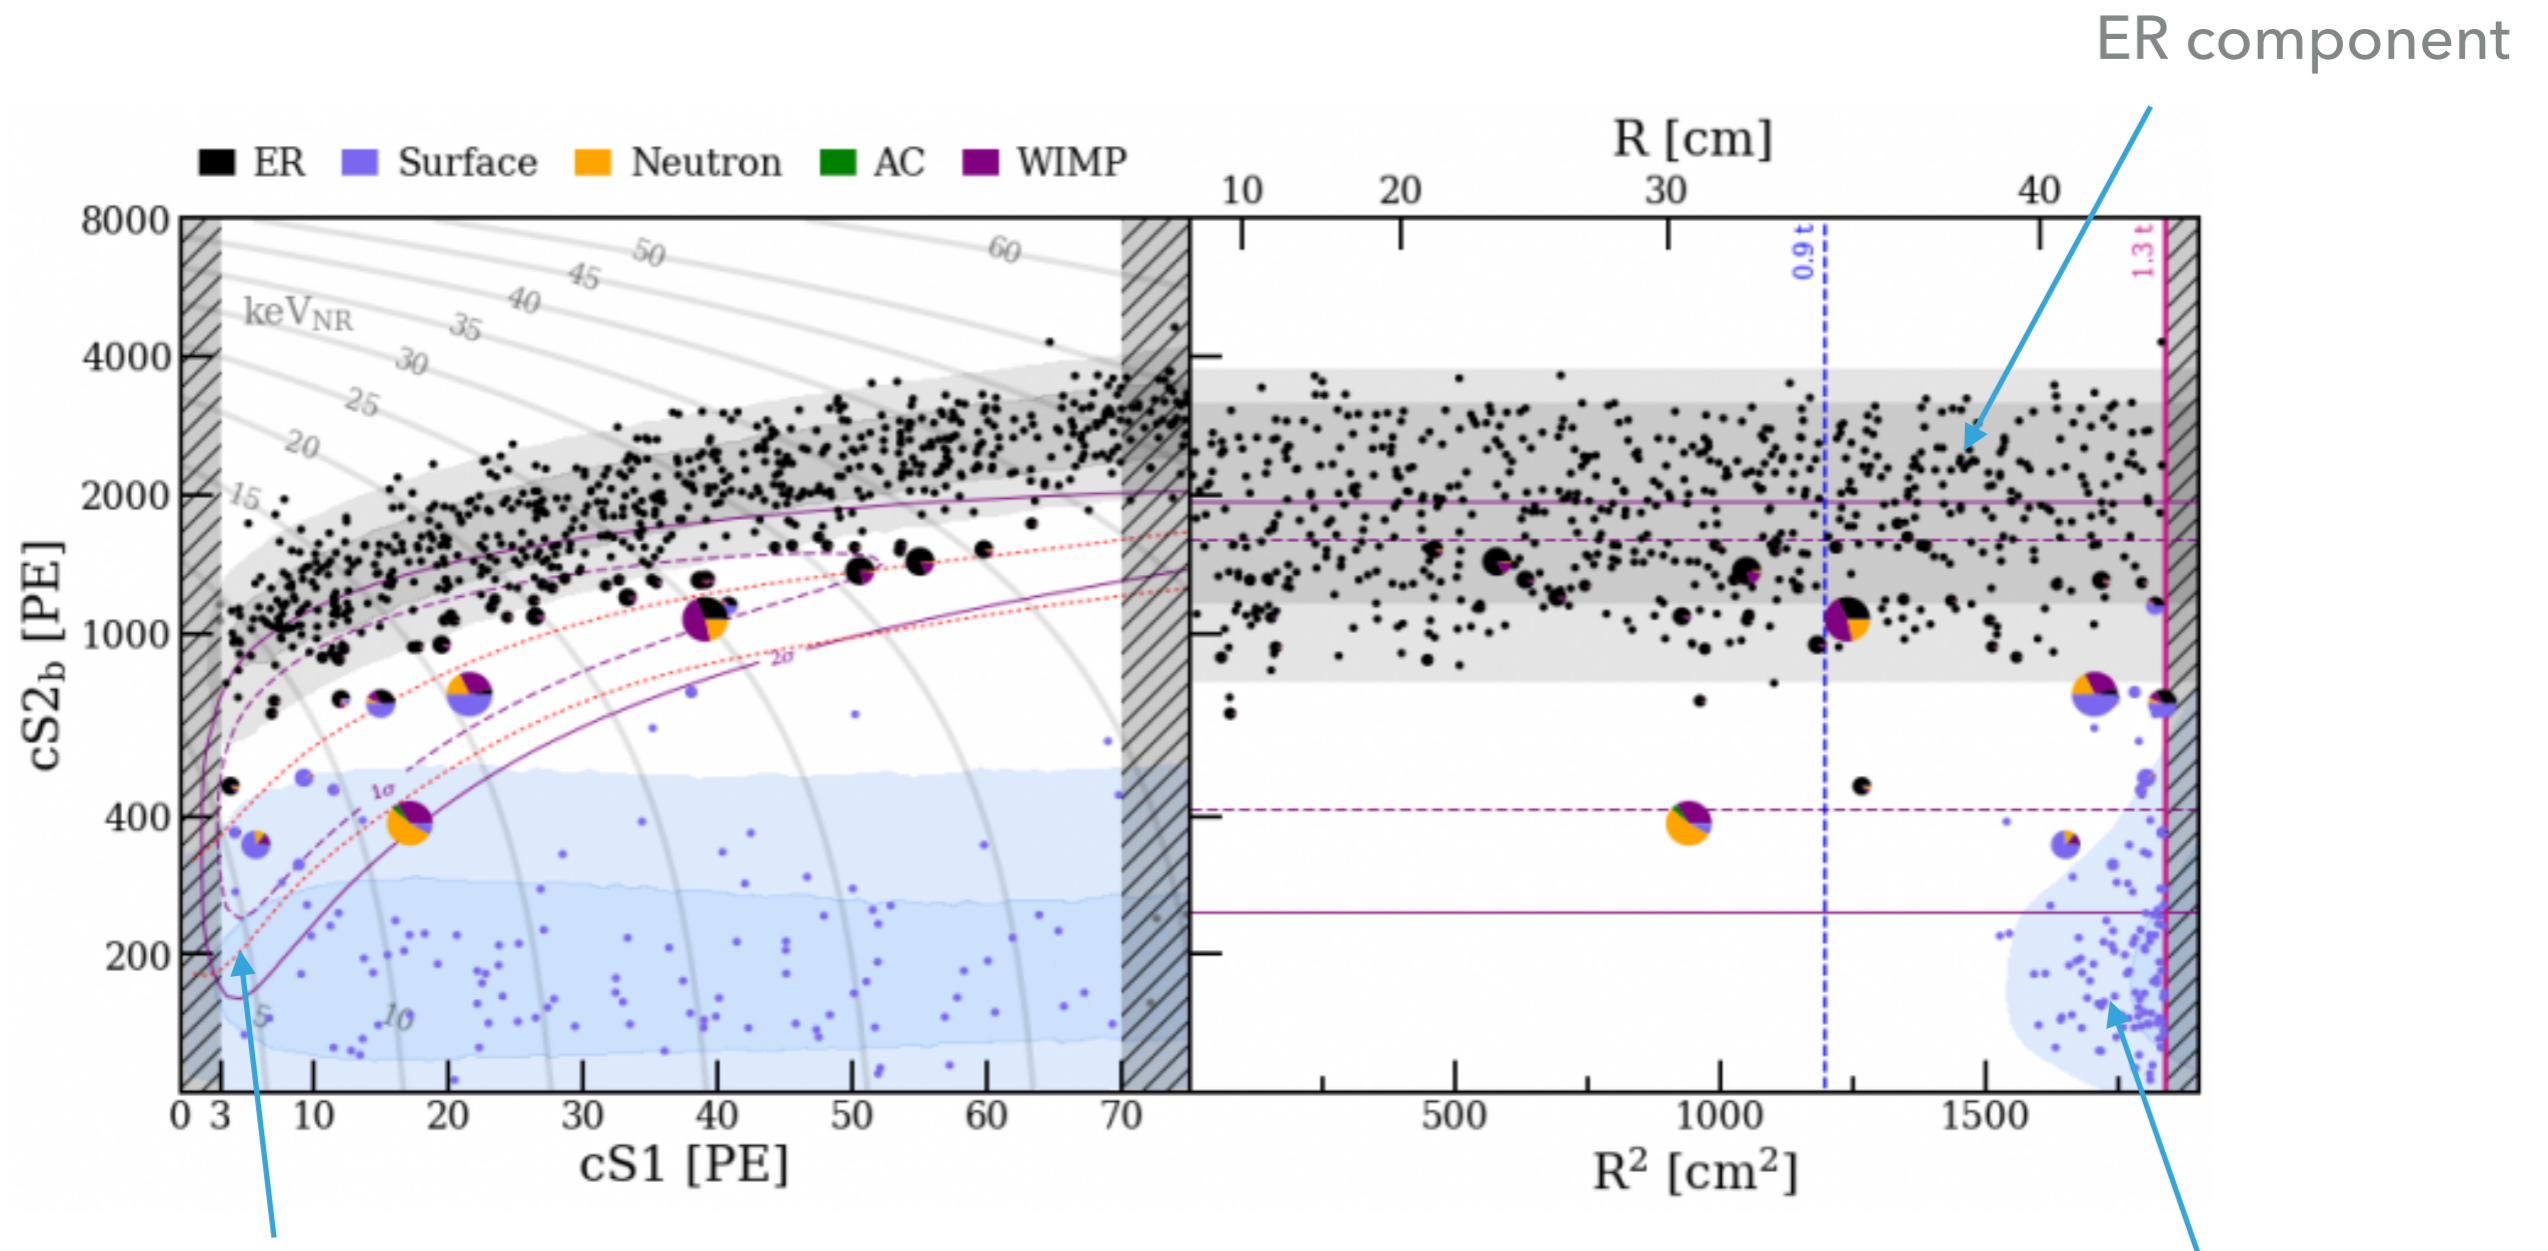 ER component
ER Surface Neutron AC WIMP
R [cm]
10 20 30 40
8000
4000
2000
1000
400
200
cS2b [PE]
keVNR
50
60
45
40
35
30
25
20
15
5
10
0.9 t
1.3 t
2σ
1σ
0 3 10 20 30 40 50 60 70
500 1000 1500
cS1 [PE]
R² [cm²]